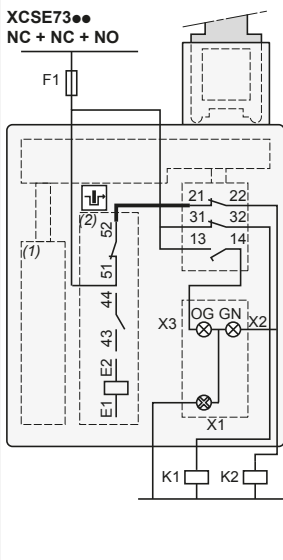 XCSE73●●
NC + NC + NO
F1
(1)
(2)
52
51
44
43
E2
E1
21 22
31 32
13 14
X3
OG GN
X2
X1
K1
K2